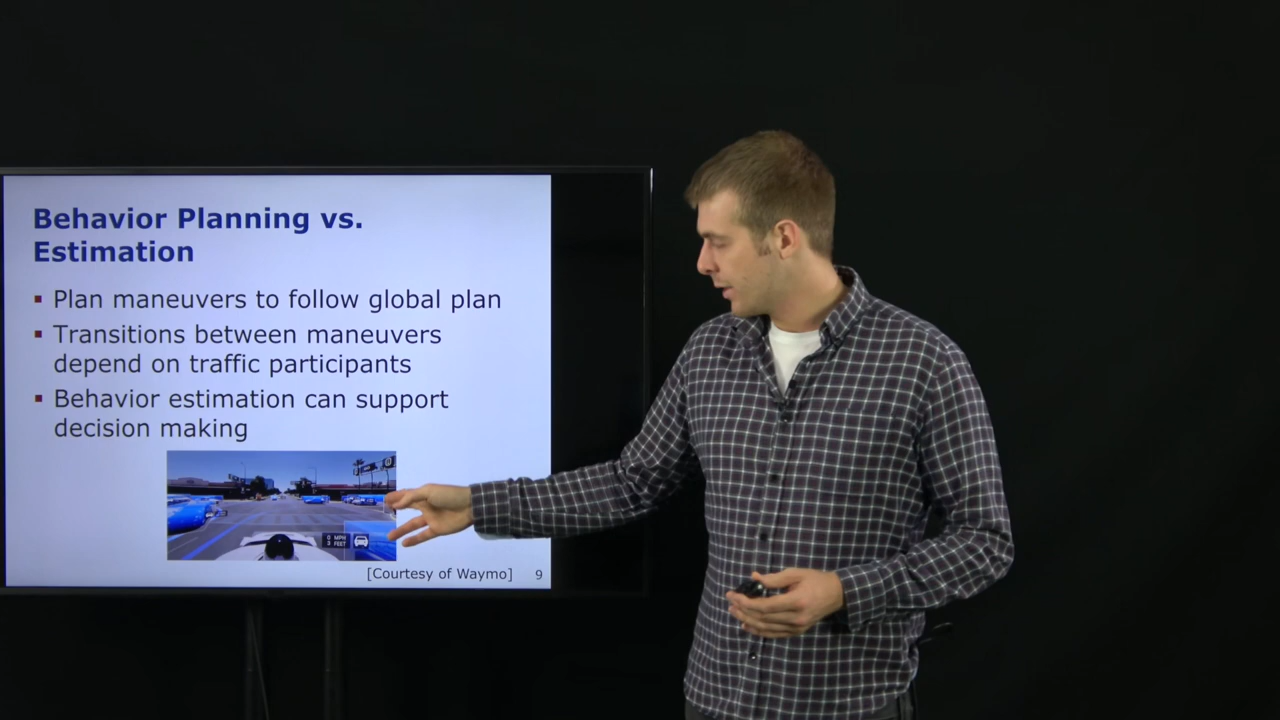 Behavior Planning vs.
Estimation
Plan maneuvers to follow global plan
Transitions between maneuvers
depend on traffic participants
Behavior estimation can support
decision making
0 MPH
3 FEET
[Courtesy of Waymo] 9